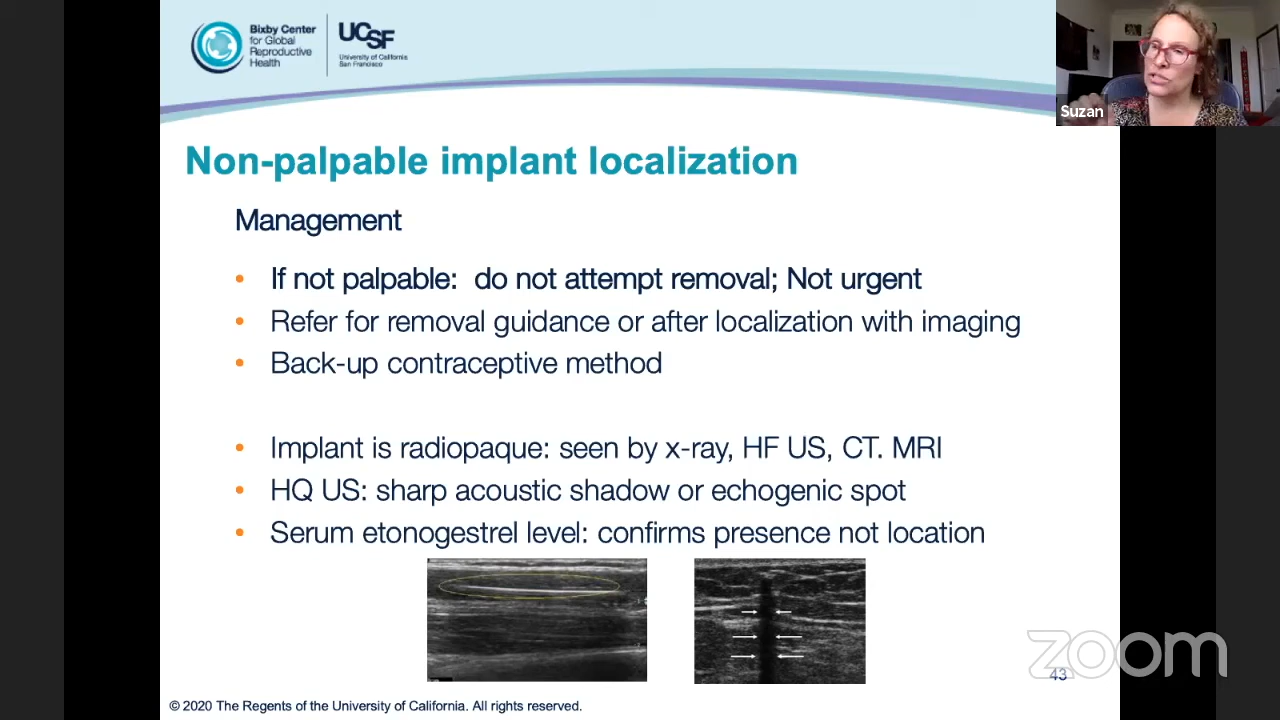 Bixby Center
for Global
Reproductive
Health
UCSF
University of California
San Francisco
Suzan
Non-palpable implant localization
Management
• If not palpable: do not attempt removal; Not urgent
• Refer for removal guidance or after localization with imaging
• Back-up contraceptive method
• Implant is radiopaque: seen by x-ray, HF US, CT. MRI
• HQ US: sharp acoustic shadow or echogenic spot
• Serum etonogestrel level: confirms presence not location
zoom
43
© 2020 The Regents of the University of California. All rights reserved.